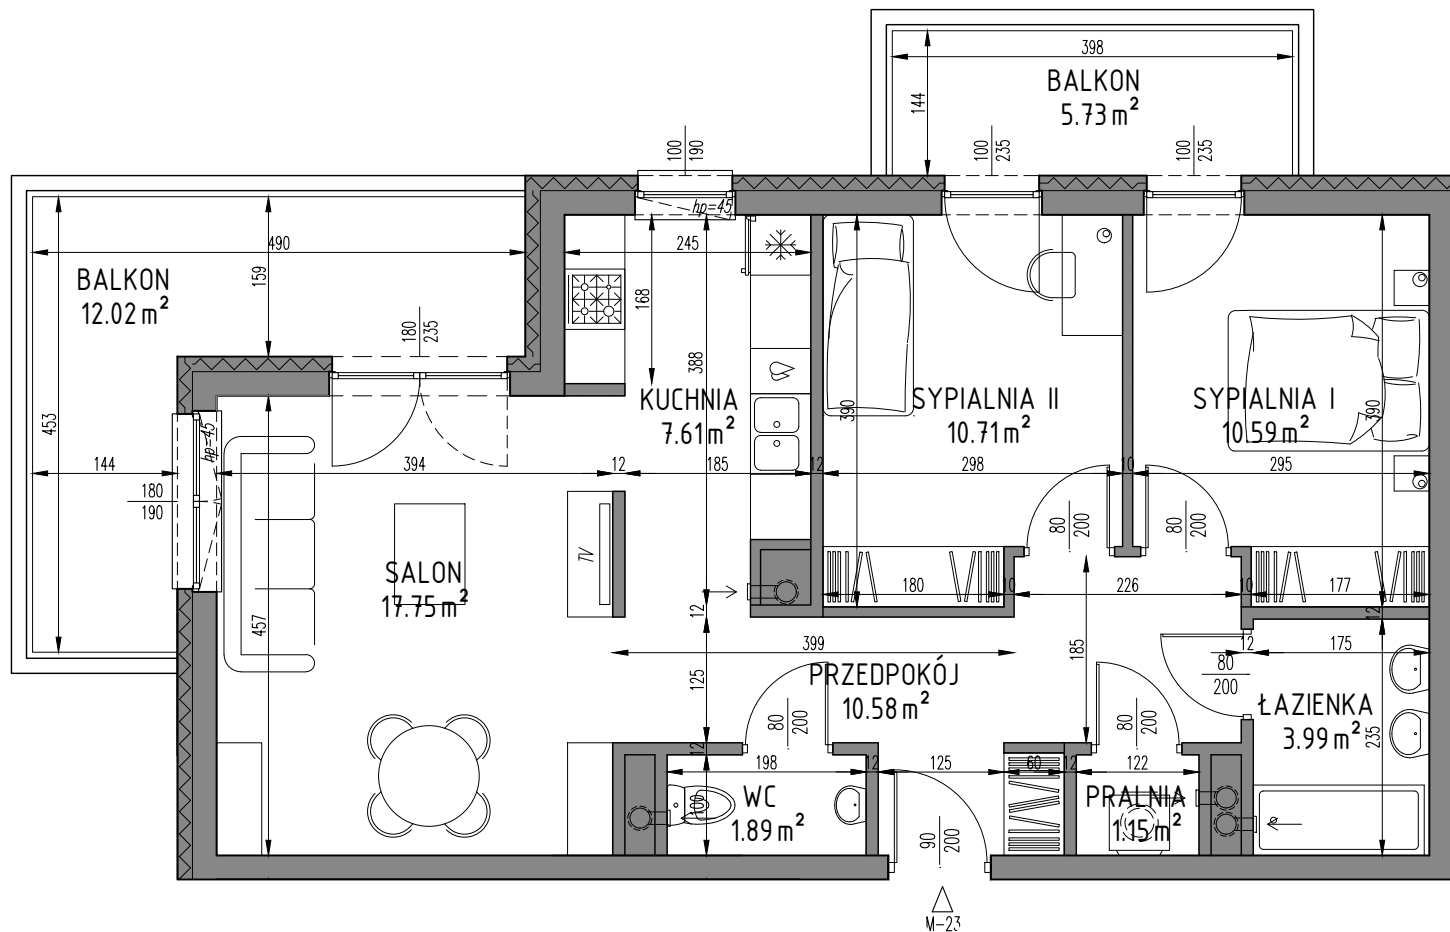 398
BALKON
5.73 m²
144
100
190
100
235
100
235
hp=45
490
245
BALKON
12.02 m²
159
168
180
235
388
KUCHNIA
7.61 m²
SYPIALNIA II
10.71 m²
390
SYPIALNIA I
10.59 m²
390
453
hp=45
144
394
12
185
12
298
10
295
180
190
80
200
80
200
TV
SALON
17.75 m²
457
180
10
226
10
177
12
12
399
185
12
175
125
PRZEDPOKÓJ
10.58 m²
80
200
ŁAZIENKA
3.99 m²
235
80
200
80
200
12
198
12
125
60
12
122
WC
1.89 m²
100
PRALNIA
1.15 m²
90
200
M-23